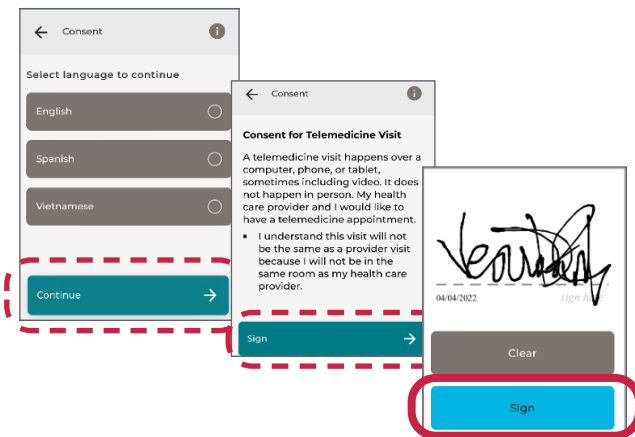 Consent
i
Select language to continue
English
Spanish
Vietnamese
Continue
Consent
i
Consent for Telemedicine Visit
A telemedicine visit happens over a
computer, phone, or tablet,
sometimes including video. It does
not happen in person. My health
care provider and I would like to
have a telemedicine appointment.
▪ I understand this visit will not
be the same as a provider visit
because I will not be in the
same room as my health care
provider.
Sign
04/04/2022
sign
Clear
Sign